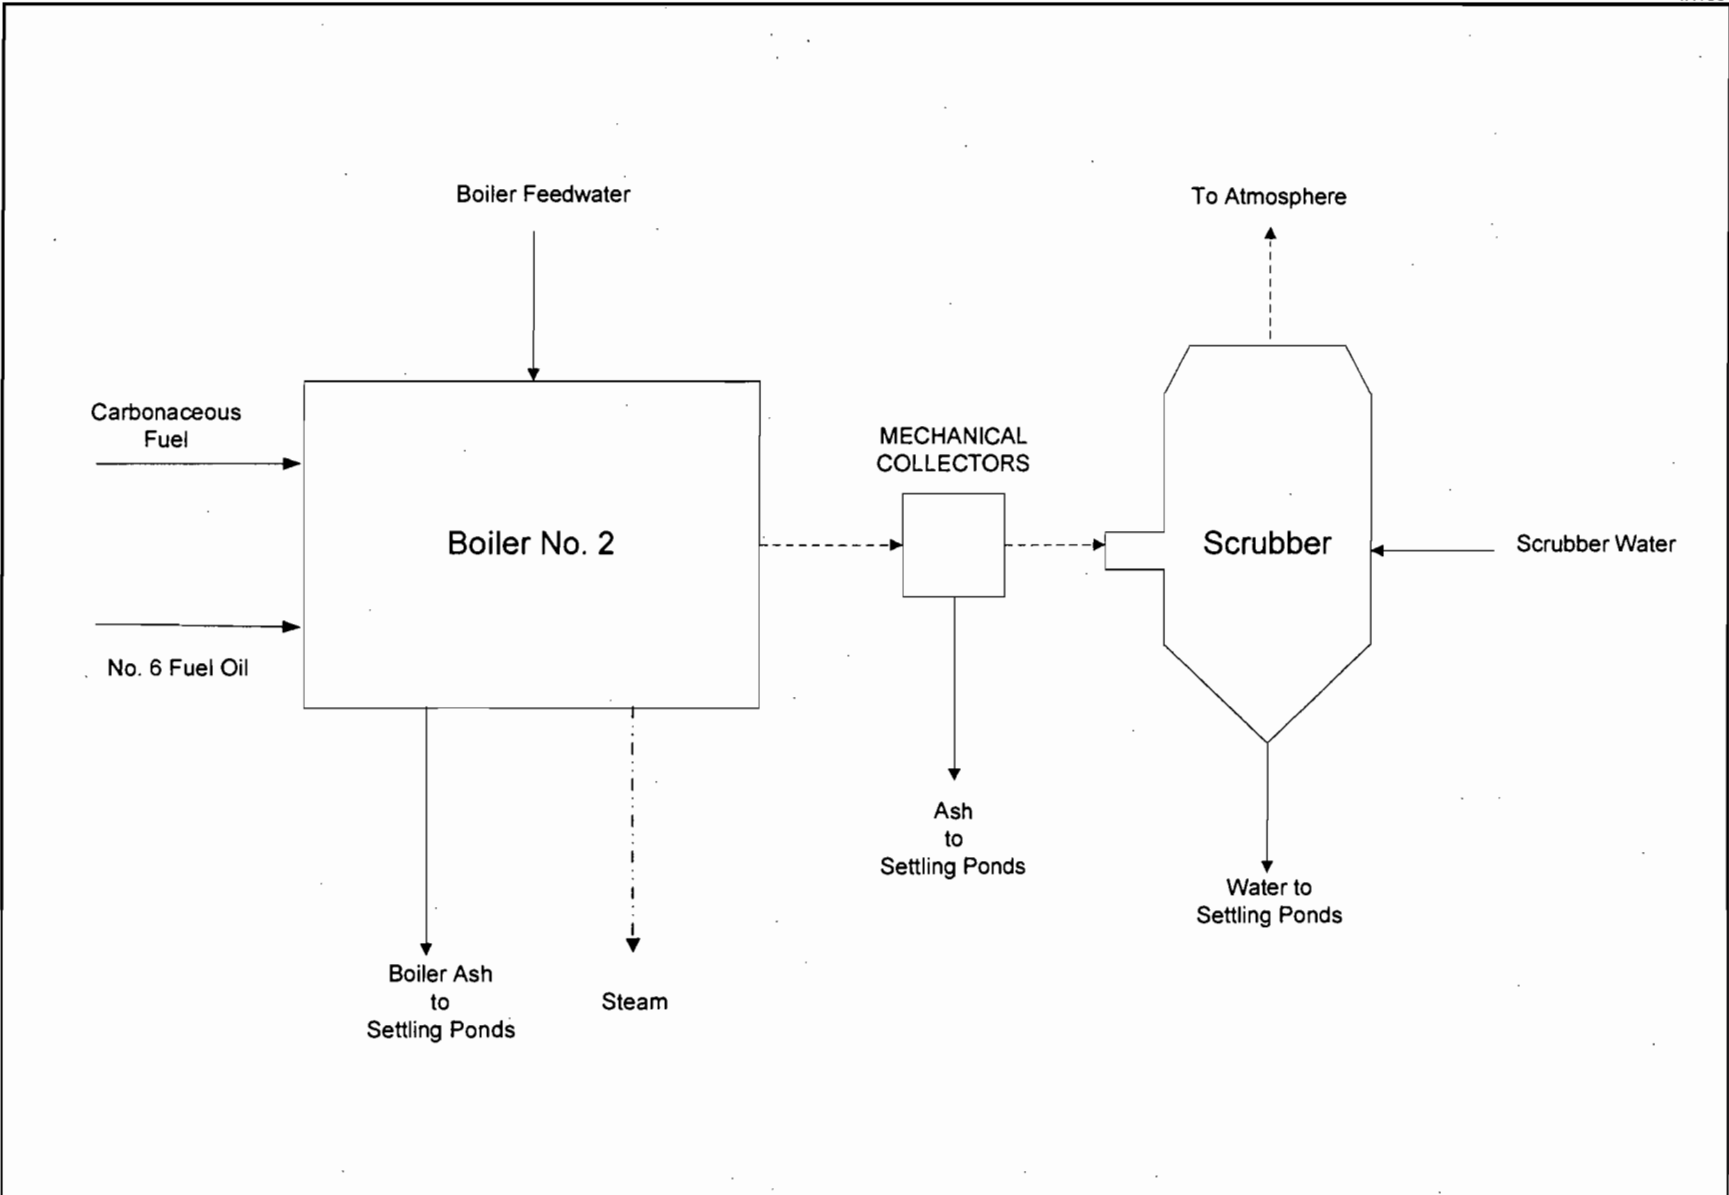 Boiler Feedwater
To Atmosphere
Carbonaceous
Fuel
MECHANICAL
COLLECTORS
Boiler No. 2
Scrubber
Scrubber Water
No. 6 Fuel Oil
Ash
to
Settling Ponds
Water to
Settling Ponds
Boiler Ash
to
Settling Ponds
Steam